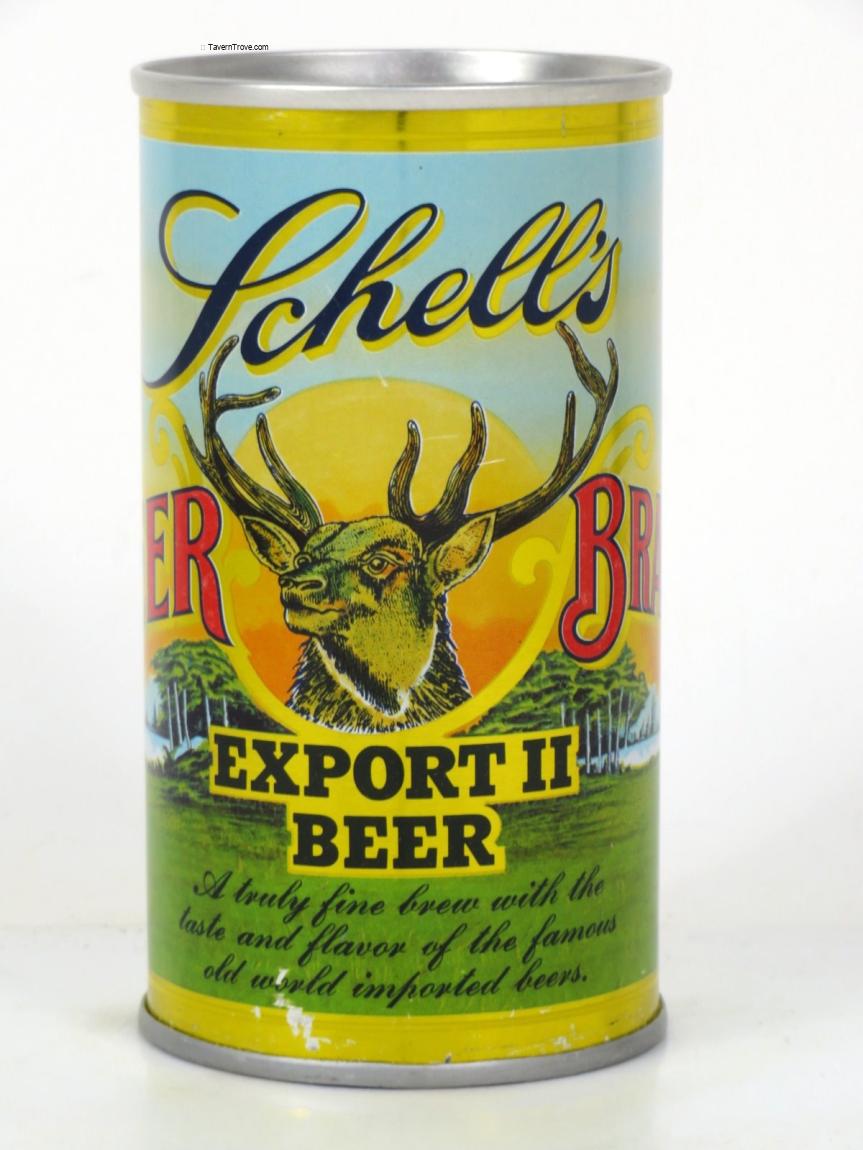 TavernTrove.com
Schell's
ER BRA
EXPORT II
BEER
A truly fine brew with the
taste and flavor of the famous
old world imported beers.